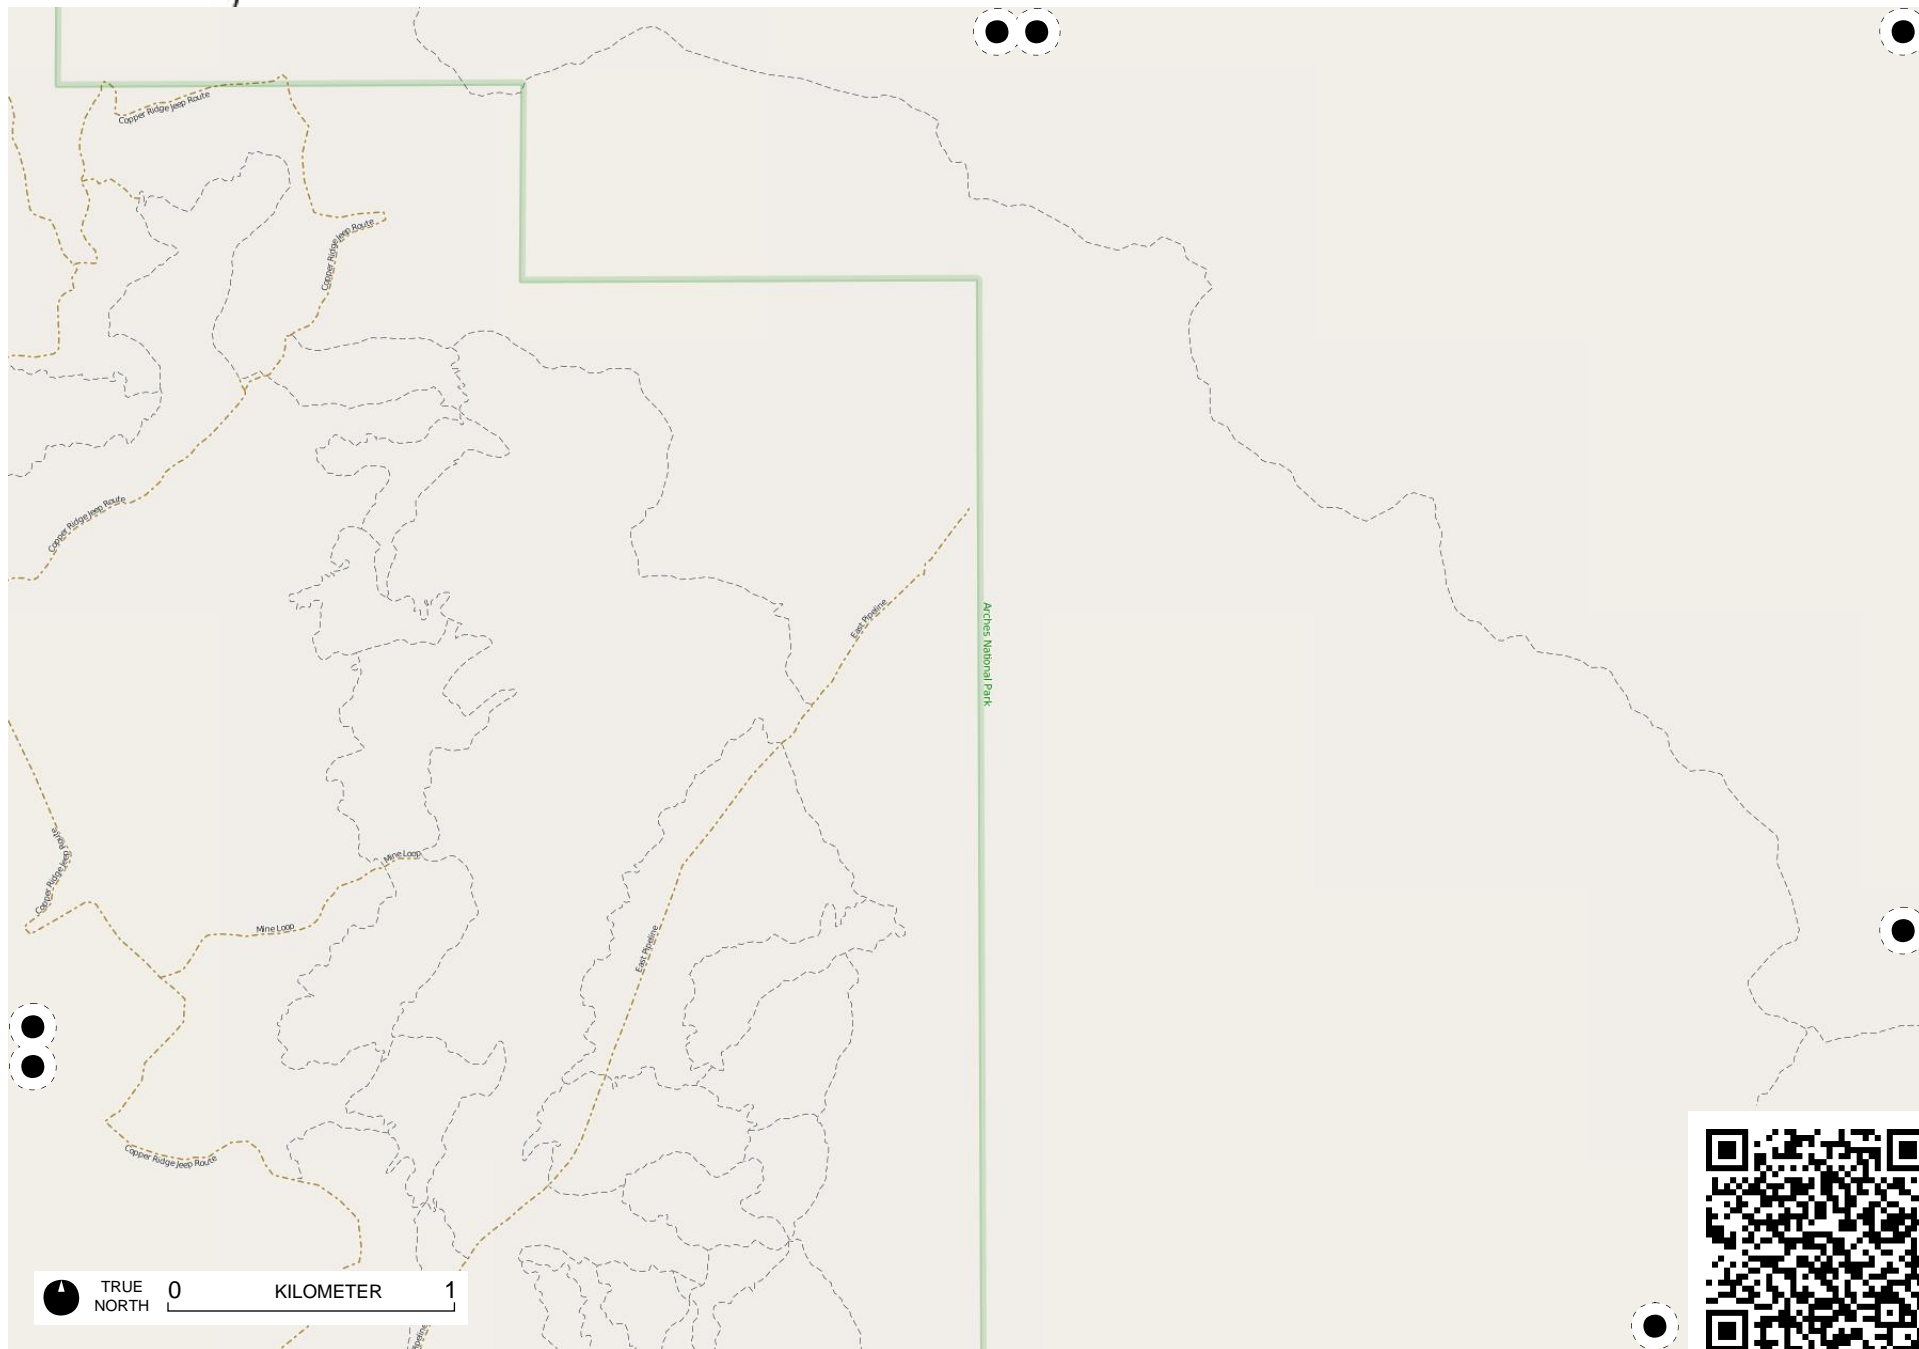 Copper Ridge Jeep Route
Copper Ridge Jeep Route
Copper Ridge Jeep Route
East Pipeline
Arches National Park
Copper Ridge Jeep Route
Mine Loop
Mine Loop
East Pipeline
Copper Ridge Jeep Route
TRUE NORTH
0 KILOMETER 1